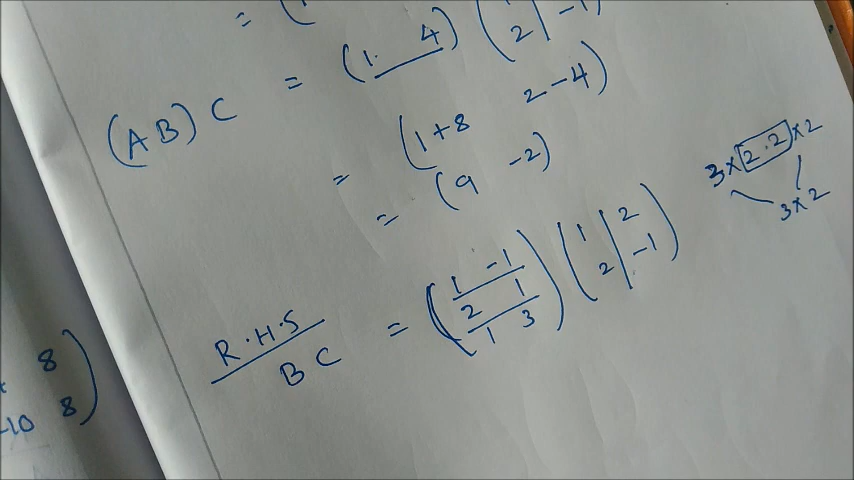 = ( 1
2 -1)
(AB)C = (1 4)
= (1+8 2-4)
= (9 -2)
3×2·2×2
3×2
R.H.S
BC = (1 -1) (1 2)
2 1 2 -1
1 3
8
-10 8)